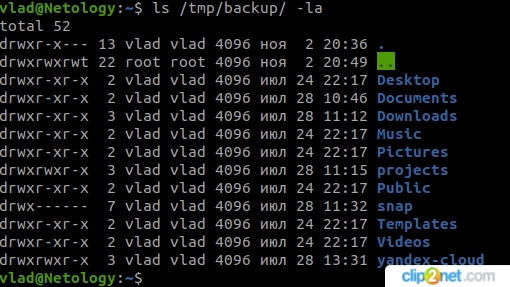 vlad@Netology:~$ ls /tmp/backup/ -la
total 52
drwxr-x--- 13 vlad vlad 4096 ноя  2 20:36 .
drwxrwxrwt 22 root root 4096 ноя  2 20:49 ..
drwxr-xr-x  2 vlad vlad 4096 июл 24 22:17 Desktop
drwxr-xr-x  2 vlad vlad 4096 июл 28 10:46 Documents
drwxr-xr-x  3 vlad vlad 4096 июл 28 11:12 Downloads
drwxr-xr-x  2 vlad vlad 4096 июл 24 22:17 Music
drwxr-xr-x  2 vlad vlad 4096 июл 24 22:17 Pictures
drwxrwxr-x  3 vlad vlad 4096 июл 28 11:15 projects
drwxr-xr-x  2 vlad vlad 4096 июл 24 22:17 Public
drwx------  7 vlad vlad 4096 июл 28 11:32 snap
drwxr-xr-x  2 vlad vlad 4096 июл 24 22:17 Templates
drwxr-xr-x  2 vlad vlad 4096 июл 24 22:17 Videos
drwxrwxr-x  3 vlad vlad 4096 июл 28 13:31 yandex-cloud
vlad@Netology:~$
clip2net.com